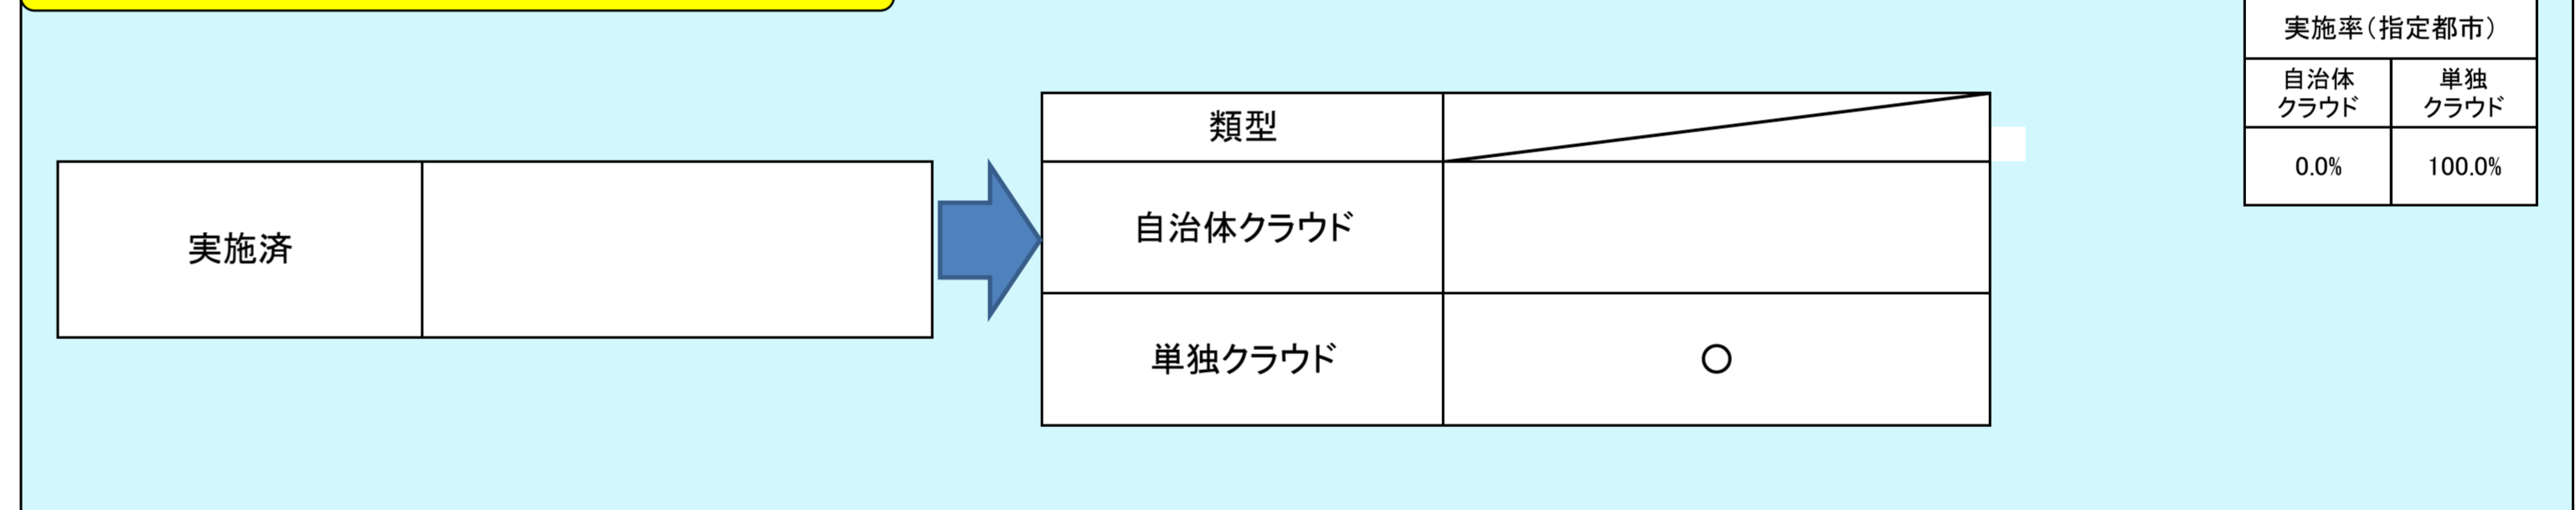 実施済
類型
自治体クラウド
単独クラウド
○
実施率（指定都市）
自治体
クラウド
単独
クラウド
0.0%
100.0%